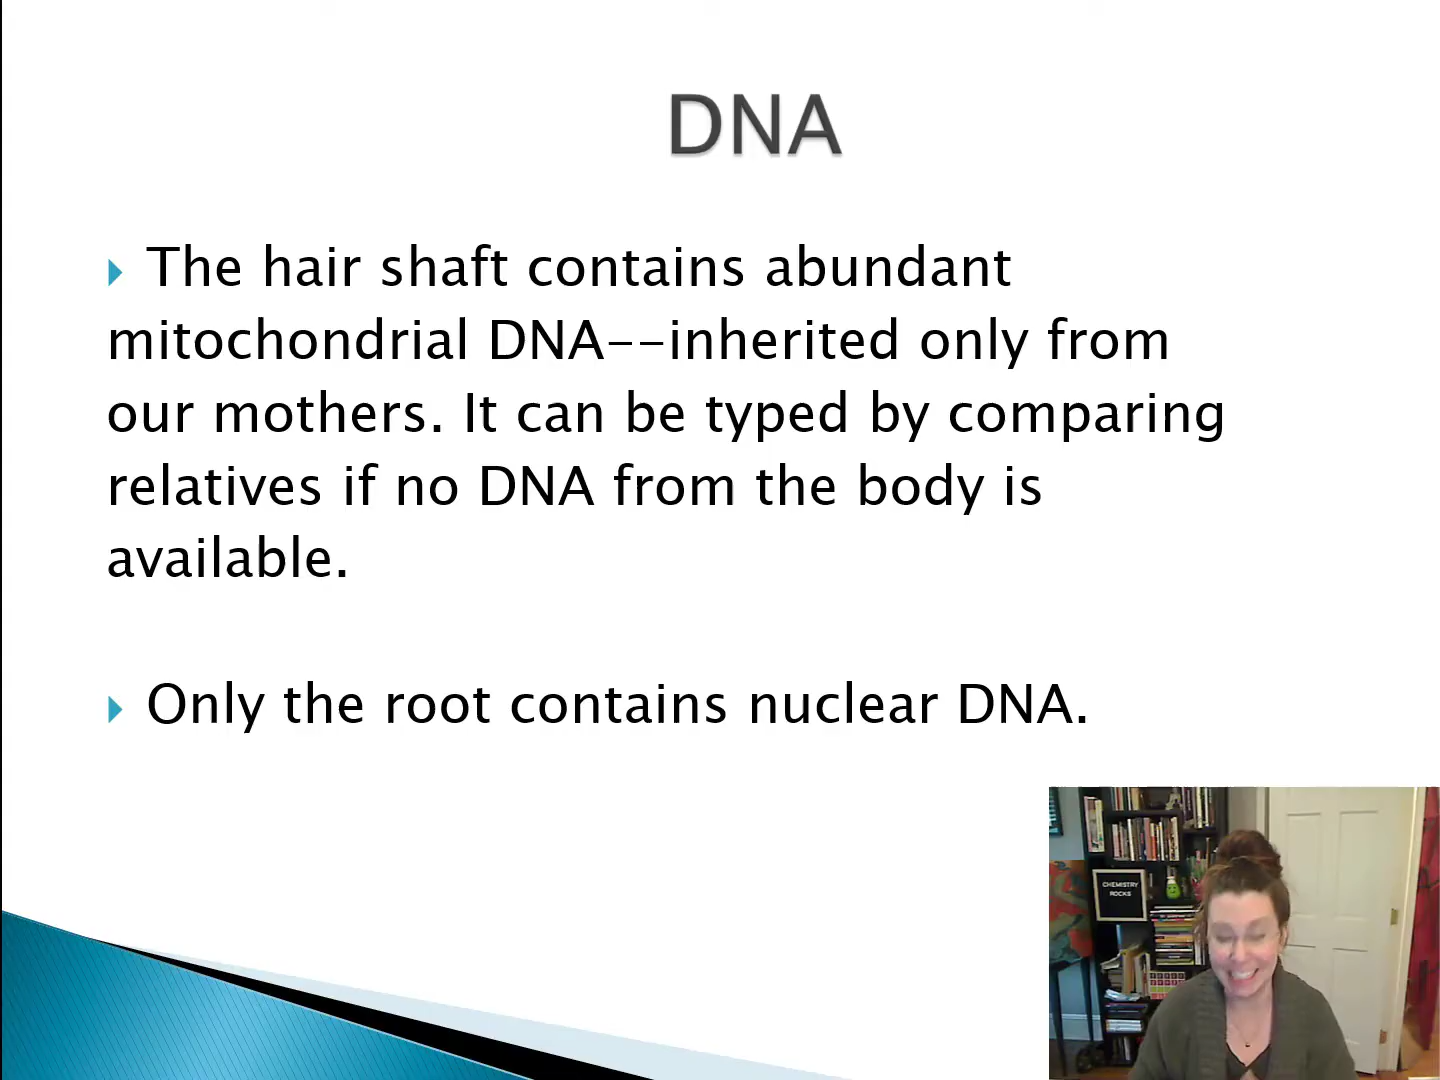 DNA
The hair shaft contains abundant
mitochondrial DNA--inherited only from
our mothers. It can be typed by comparing
relatives if no DNA from the body is
available.
Only the root contains nuclear DNA.
CHEMISTRY
ROCKS